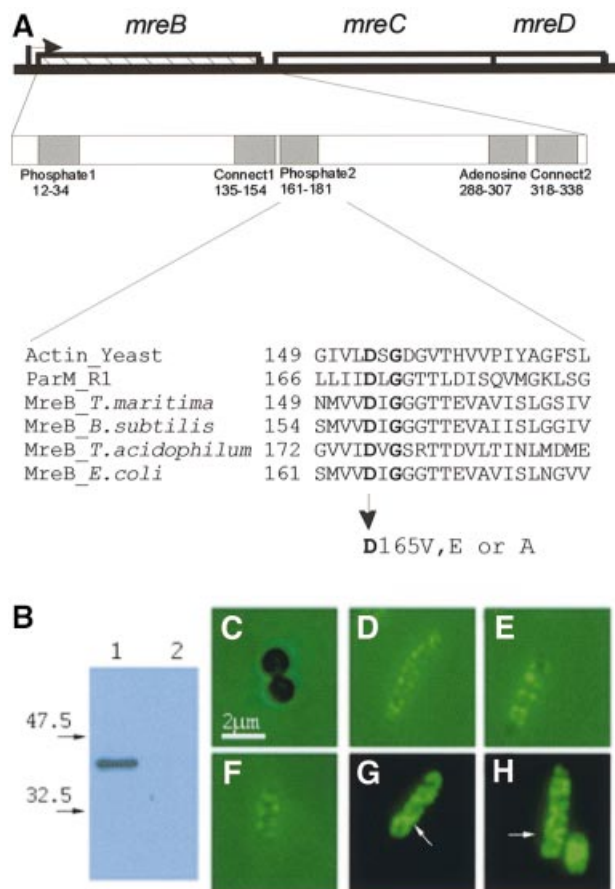 A
mreB mreC mreD
Phosphate1 Connect1 Phosphate2 Adenosine Connect2
12-34 135-154 161-181 288-307 318-338
Actin_Yeast 149 GIVLDSGDGVTHVVPIYAGFSL
ParM_R1 166 LLIIDLGGTTLDISQVMGKLSG
MreB_T.maritima 149 NMVVDIGGGTTEVAVISLGSIV
MreB_B.subtilis 154 SMVVDIGGGTTEVAIISLGGIV
MreB_T.acidophilum 172 GVVIDVGSRTTDVLTINLMDME
MreB_E.coli 161 SMVVDIGGGTTEVAVISLNGVV
D165V,E or A
B
1 2
47.5
32.5
C
2µm
D
E
F
G
H